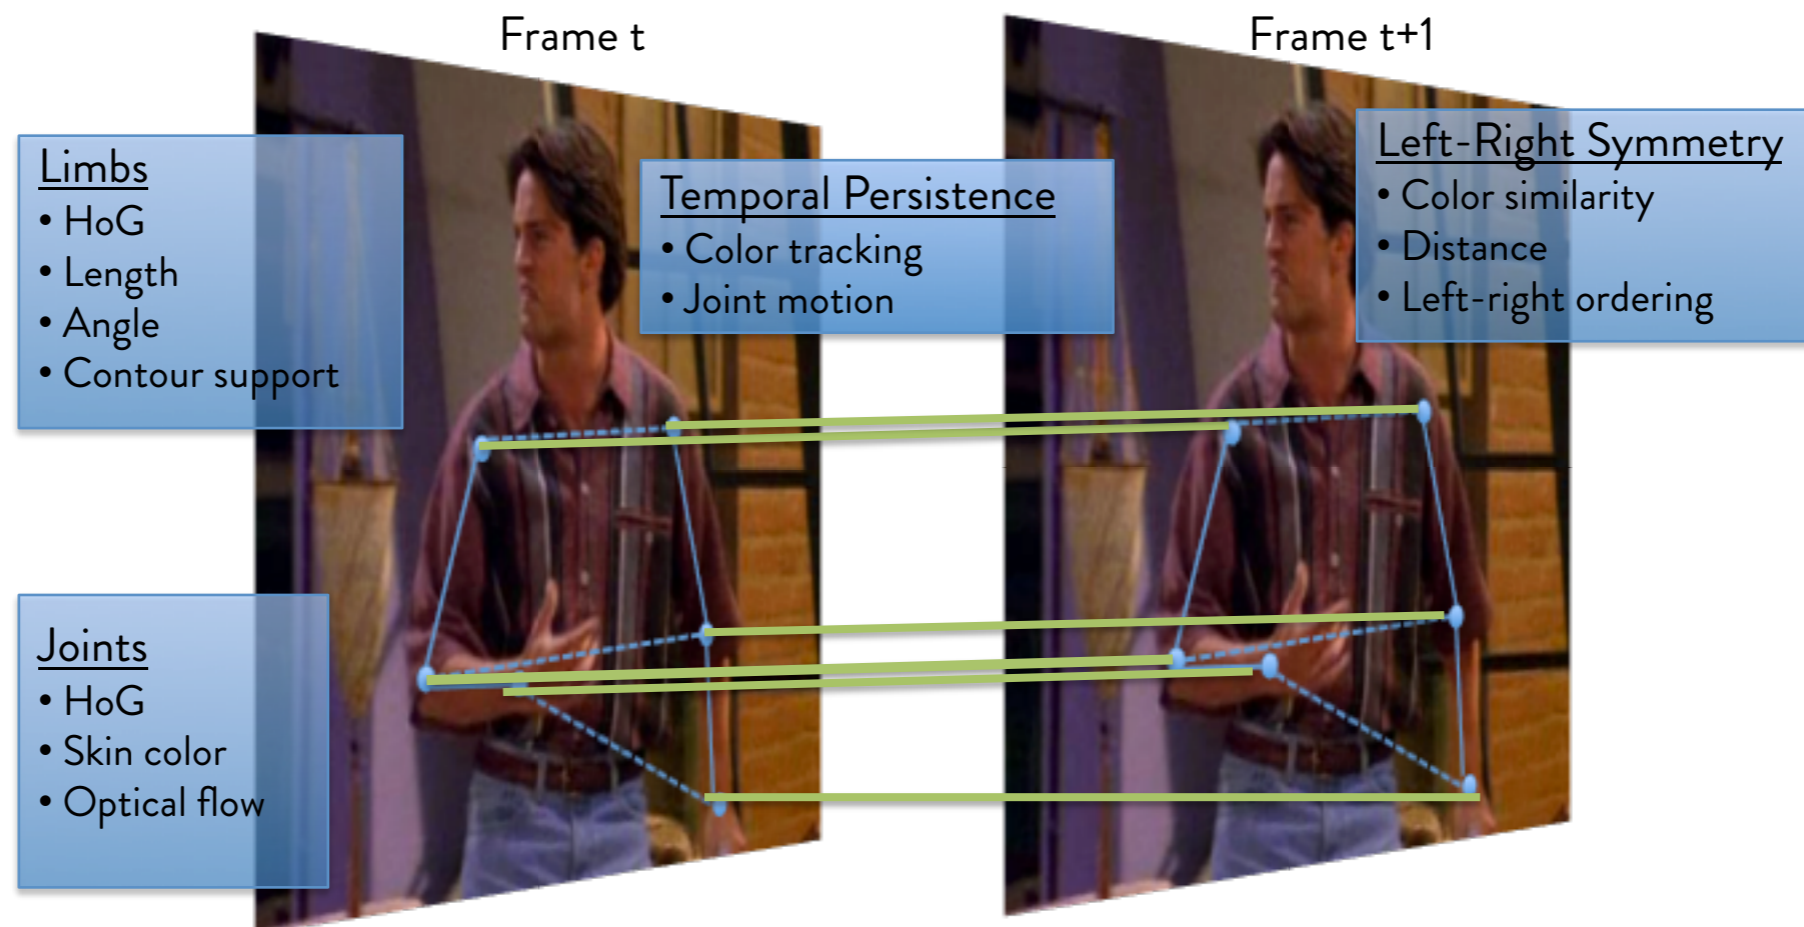 Frame t
Frame t+1
Limbs
• HoG
• Length
• Angle
• Contour support
Temporal Persistence
• Color tracking
• Joint motion
Left-Right Symmetry
• Color similarity
• Distance
• Left-right ordering
Joints
• HoG
• Skin color
• Optical flow